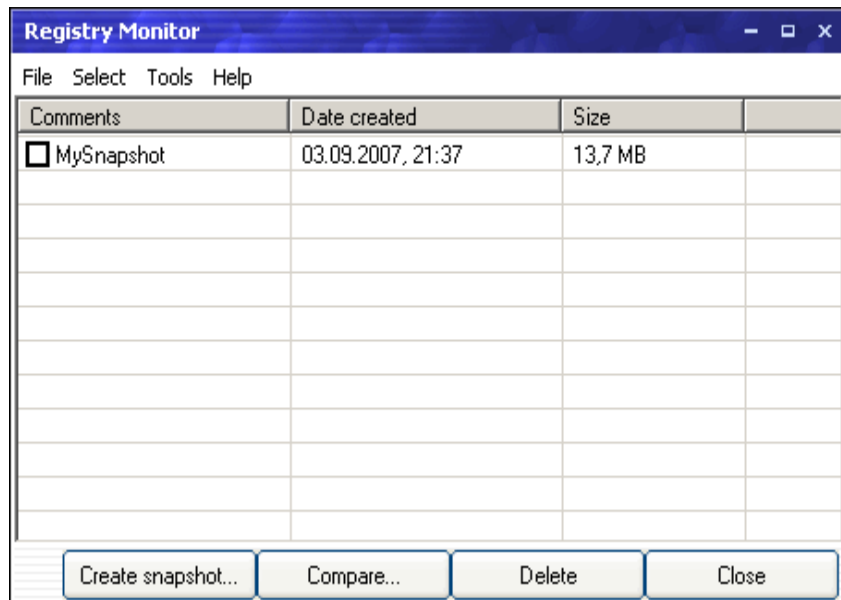 Registry Monitor
File Select Tools Help
Comments Date created Size
MySnapshot 03.09.2007, 21:37 13,7 MB
Create snapshot... Compare... Delete Close